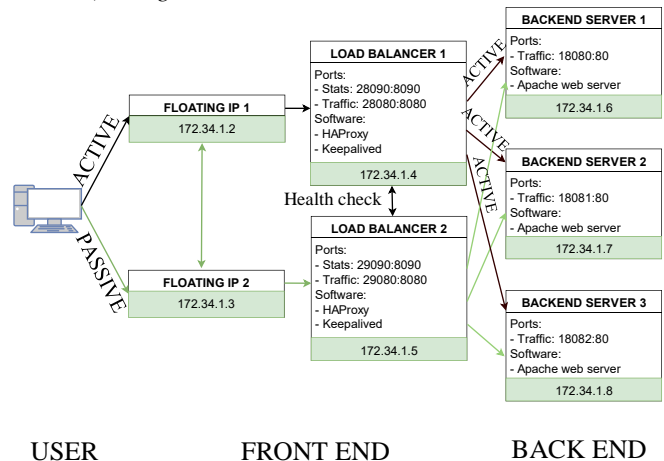 BACKEND SERVER 1
Ports:
- Traffic: 18080:80
Software:
- Apache web server
172.34.1.6
LOAD BALANCER 1
Ports:
- Stats: 28090:8090
- Traffic: 28080:8080
Software:
- HAProxy
- Keepalived
172.34.1.4
ACTIVE
ACTIVE
ACTIVE
FLOATING IP 1
172.34.1.2
ACTIVE
BACKEND SERVER 2
Ports:
- Traffic: 18081:80
Software:
- Apache web server
172.34.1.7
Health check
PASSIVE
LOAD BALANCER 2
Ports:
- Stats: 29090:8090
- Traffic: 29080:8080
Software:
- HAProxy
- Keepalived
172.34.1.5
FLOATING IP 2
172.34.1.3
BACKEND SERVER 3
Ports:
- Traffic: 18082:80
Software:
- Apache web server
172.34.1.8
USER
FRONT END
BACK END